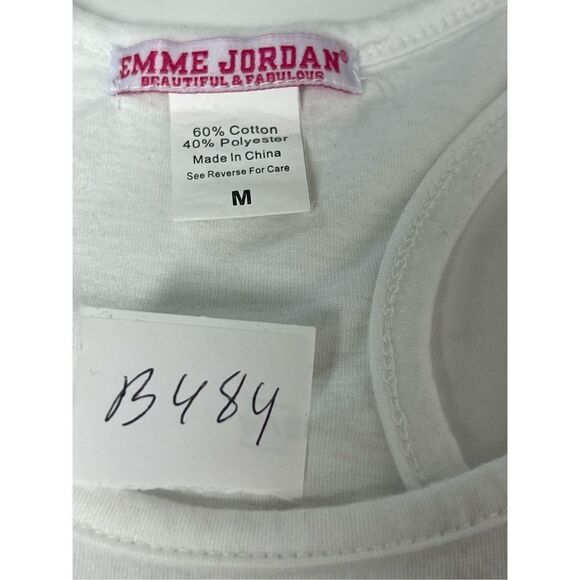 EMME JORDAN®
BEAUTIFUL & FABULOUS
60% Cotton
40% Polyester
Made In China
See Reverse For Care
M
B484